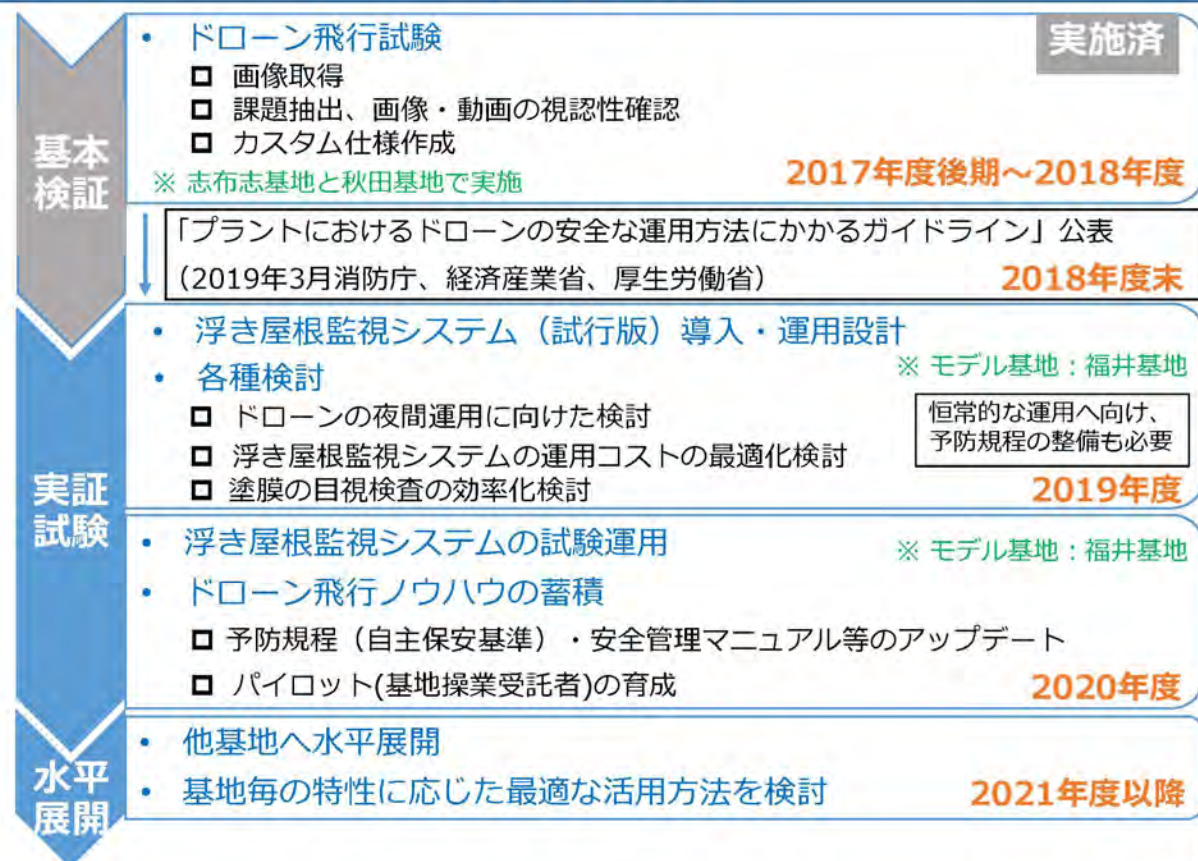 基本
検証
実施済
• ドローン飛行試験
□ 画像取得
□ 課題抽出、画像・動画の視認性確認
□ カスタム仕様作成
※ 志布志基地と秋田基地で実施
2017年度後期～2018年度
「プラントにおけるドローンの安全な運用方法にかかるガイドライン」公表
（2019年3月消防庁、経済産業省、厚生労働省）
2018年度末
実証
試験
• 浮き屋根監視システム（試行版）導入・運用設計
※ モデル基地：福井基地
• 各種検討
□ ドローンの夜間運用に向けた検討
□ 浮き屋根監視システムの運用コストの最適化検討
□ 塗膜の目視検査の効率化検討
恒常的な運用へ向け、
予防規程の整備も必要
2019年度
• 浮き屋根監視システムの試験運用
※ モデル基地：福井基地
• ドローン飛行ノウハウの蓄積
□ 予防規程（自主保安基準）・安全管理マニュアル等のアップデート
□ パイロット(基地操業受託者)の育成
2020年度
水平
展開
• 他基地へ水平展開
• 基地毎の特性に応じた最適な活用方法を検討
2021年度以降